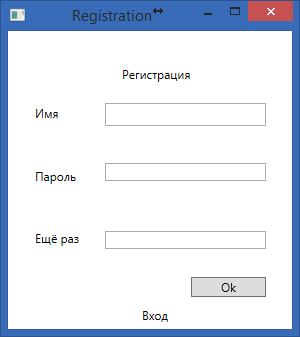 Registration
Регистрация
Имя
Пароль
Ещё раз
Ok
Вход